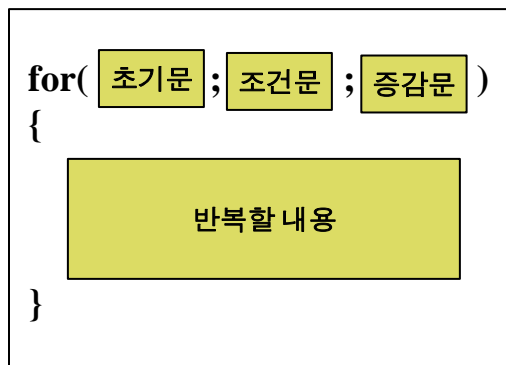 for( 초기문 ; 조건문 ; 증감문 )
{
반복할 내용
}